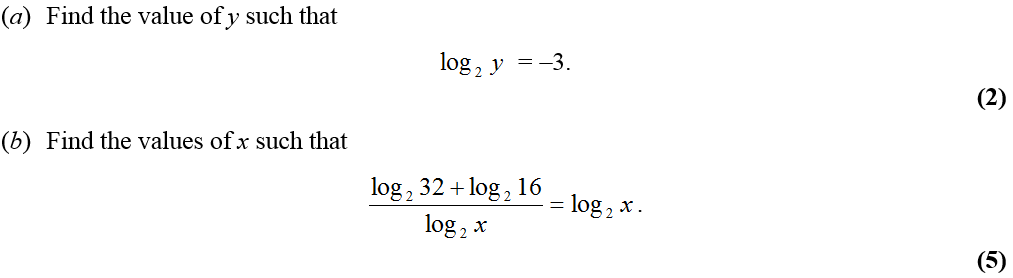 (a) Find the value of y such that
log₂ y = –3.
(2)
(b) Find the values of x such that
log₂ 32 + log₂ 16
log₂ x
= log₂ x .
(5)